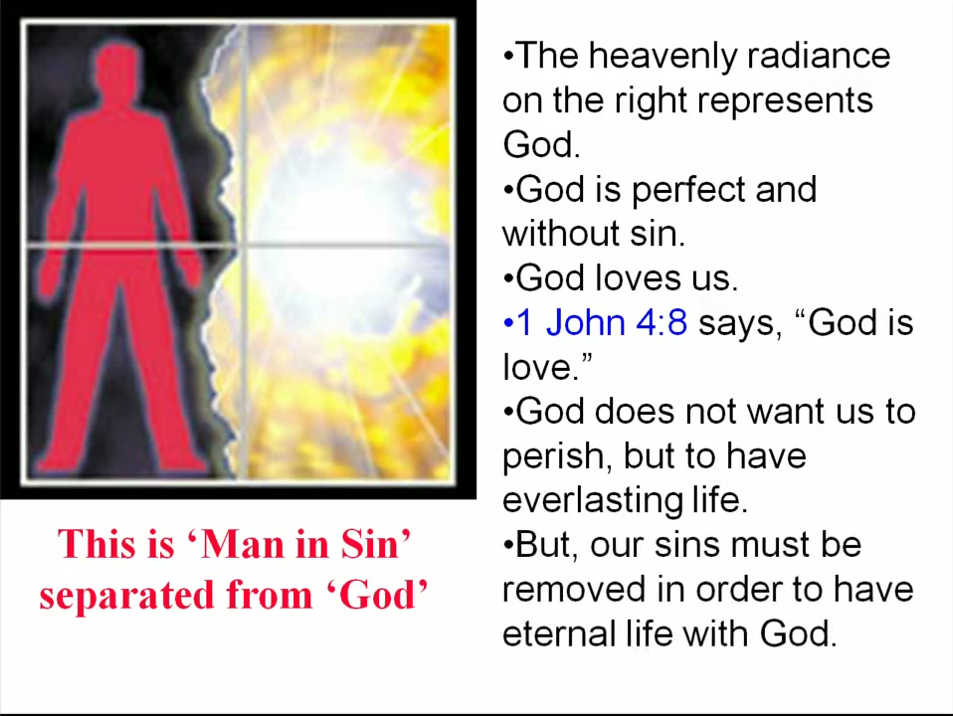 This is ‘Man in Sin’
separated from ‘God’
•The heavenly radiance
on the right represents
God.
•God is perfect and
without sin.
•God loves us.
•1 John 4:8 says, “God is
love.”
•God does not want us to
perish, but to have
everlasting life.
•But, our sins must be
removed in order to have
eternal life with God.